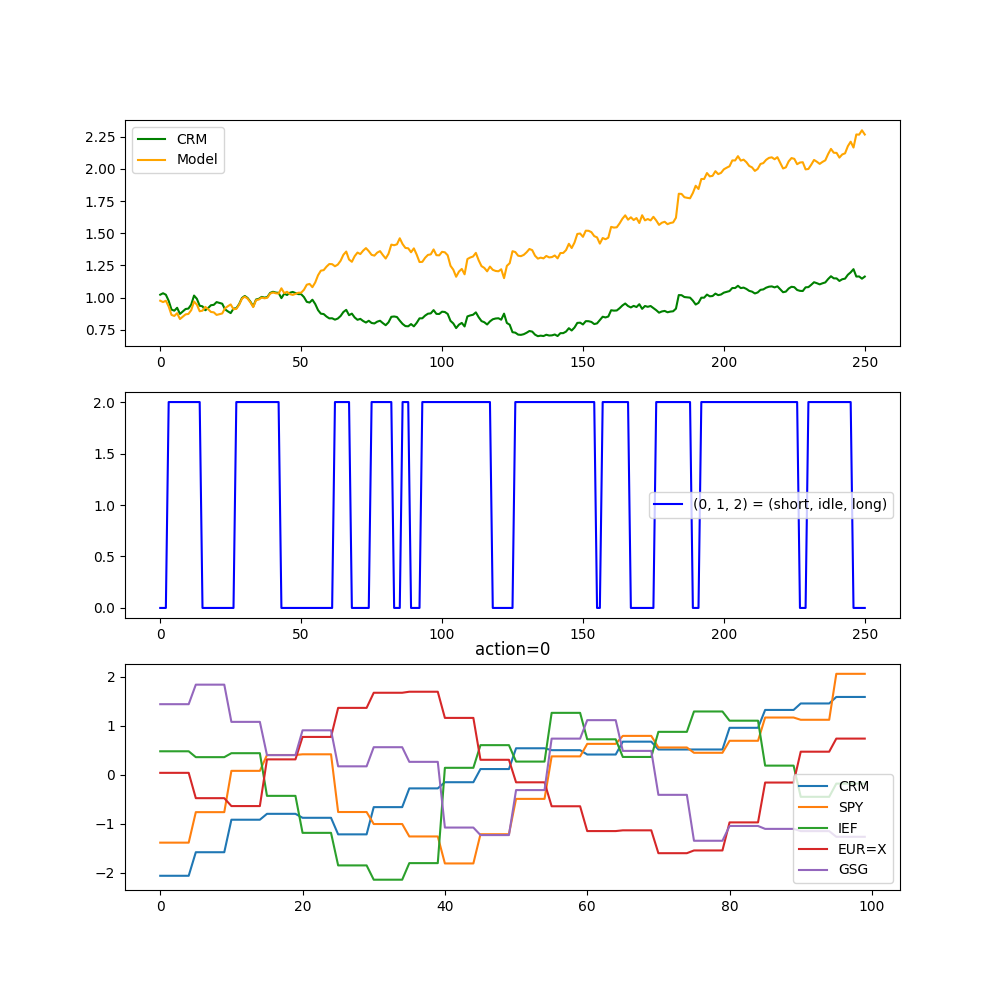 CRM
Model
2.25
2.00
1.75
1.50
1.25
1.00
0.75
0 50 100 150 200 250
2.0
1.5
1.0
0.5
0.0
(0, 1, 2) = (short, idle, long)
0 50 100 150 200 250
action=0
2
1
0
−1
−2
CRM
SPY
IEF
EUR=X
GSG
0 20 40 60 80 100